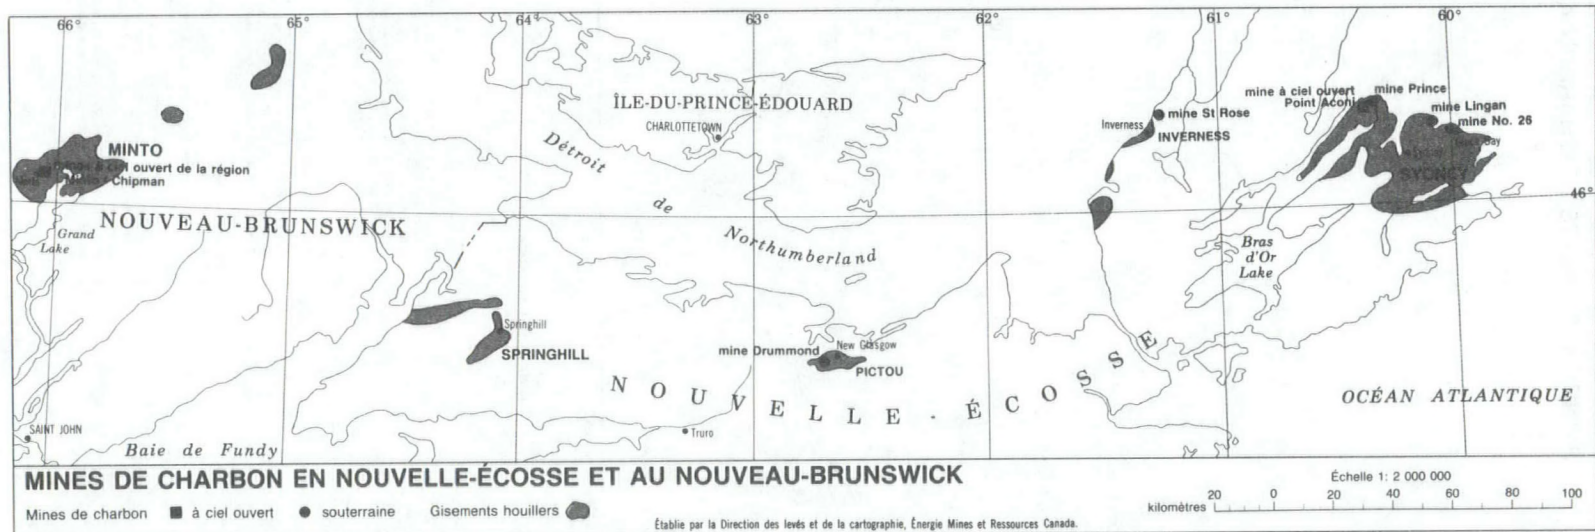 66° 65° 64° 63° 62° 61° 60°
ÎLE-DU-PRINCE-ÉDOUARD
CHARLOTTETOWN
Détroit
de
Northumberland
MINTO
à ciel ouvert de la région
Minto / Chipman
NOUVEAU-BRUNSWICK
Grand
Lake
SAINT JOHN
Baie de Fundy
Springhill
SPRINGHILL
mine Drummond
New Glasgow
PICTOU
Truro
NOUVELLE-ÉCOSSE
mine St Rose
Inverness
INVERNESS
mine à ciel ouvert
Point Aconi
mine Prince
mine Lingan
mine No. 26
SYDNEY
46°
Bras
d'Or
Lake
OCÉAN ATLANTIQUE
MINES DE CHARBON EN NOUVELLE-ÉCOSSE ET AU NOUVEAU-BRUNSWICK
Mines de charbon à ciel ouvert souterraine Gisements houillers
Établie par la Direction des levés et de la cartographie, Énergie Mines et Ressources Canada.
Échelle 1: 2 000 000
kilomètres 20 0 20 40 60 80 100